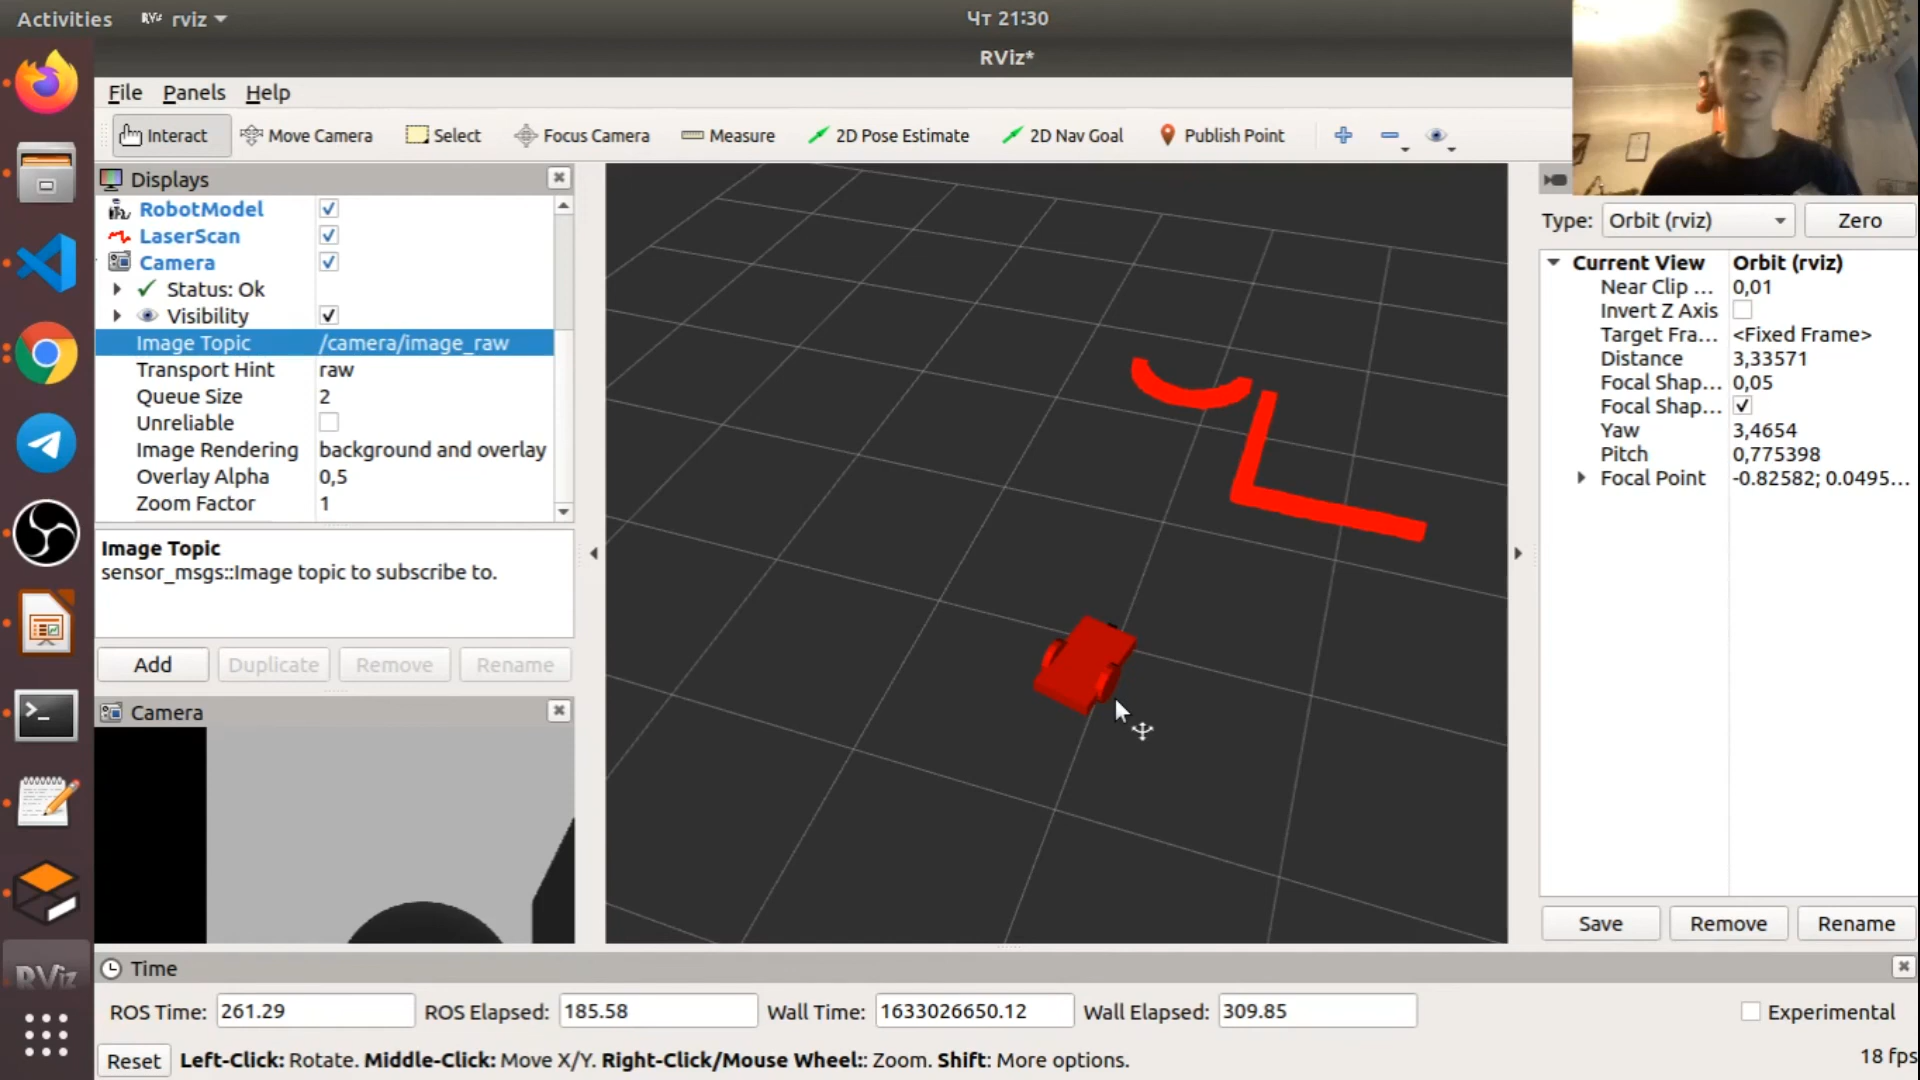 Activities
rviz
Чт 21:30
RViz*
File Panels Help
Interact
Move Camera
Select
Focus Camera
Measure
2D Pose Estimate
2D Nav Goal
Publish Point
Displays
RobotModel
LaserScan
Camera
Status: Ok
Visibility
Image Topic /camera/image_raw
Transport Hint raw
Queue Size 2
Unreliable
Image Rendering background and overlay
Overlay Alpha 0,5
Zoom Factor 1
Image Topic
sensor_msgs::Image topic to subscribe to.
Add Duplicate Remove Rename
Camera
Type: Orbit (rviz) Zero
Current View Orbit (rviz)
Near Clip ... 0,01
Invert Z Axis
Target Fra... <Fixed Frame>
Distance 3,33571
Focal Shap... 0,05
Focal Shap...
Yaw 3,4654
Pitch 0,775398
Focal Point -0.82582; 0.0495...
Save Remove Rename
Time
ROS Time: 261.29 ROS Elapsed: 185.58 Wall Time: 1633026650.12 Wall Elapsed: 309.85 Experimental
Reset Left-Click: Rotate. Middle-Click: Move X/Y. Right-Click/Mouse Wheel:: Zoom. Shift: More options. 18 fps
RViz